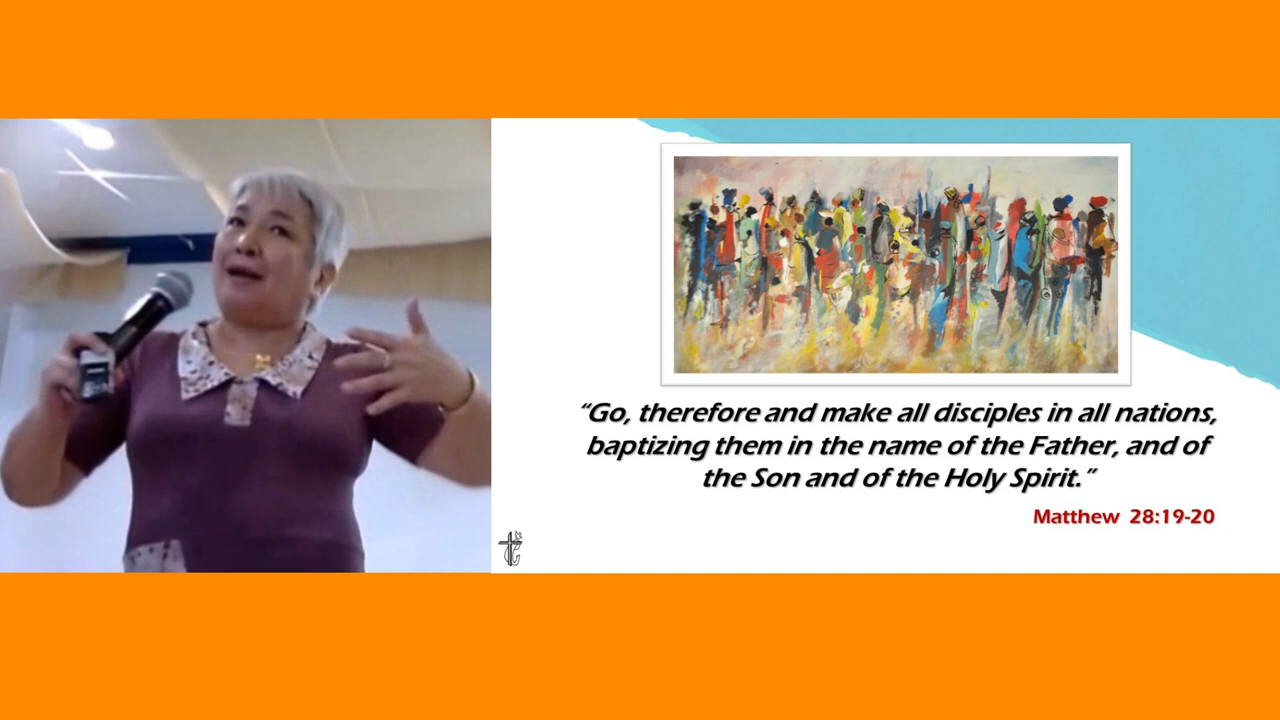 “Go, therefore and make all disciples in all nations,
baptizing them in the name of the Father, and of
the Son and of the Holy Spirit.”
Matthew 28:19-20